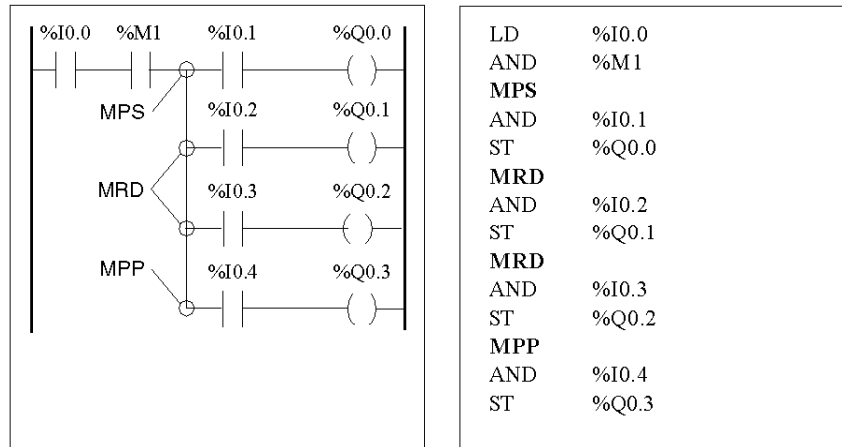 %I0.0 %M1 %I0.1 %Q0.0
MPS
%I0.2 %Q0.1
MRD
%I0.3 %Q0.2
MPP
%I0.4 %Q0.3
LD %I0.0
AND %M1
MPS
AND %I0.1
ST %Q0.0
MRD
AND %I0.2
ST %Q0.1
MRD
AND %I0.3
ST %Q0.2
MPP
AND %I0.4
ST %Q0.3